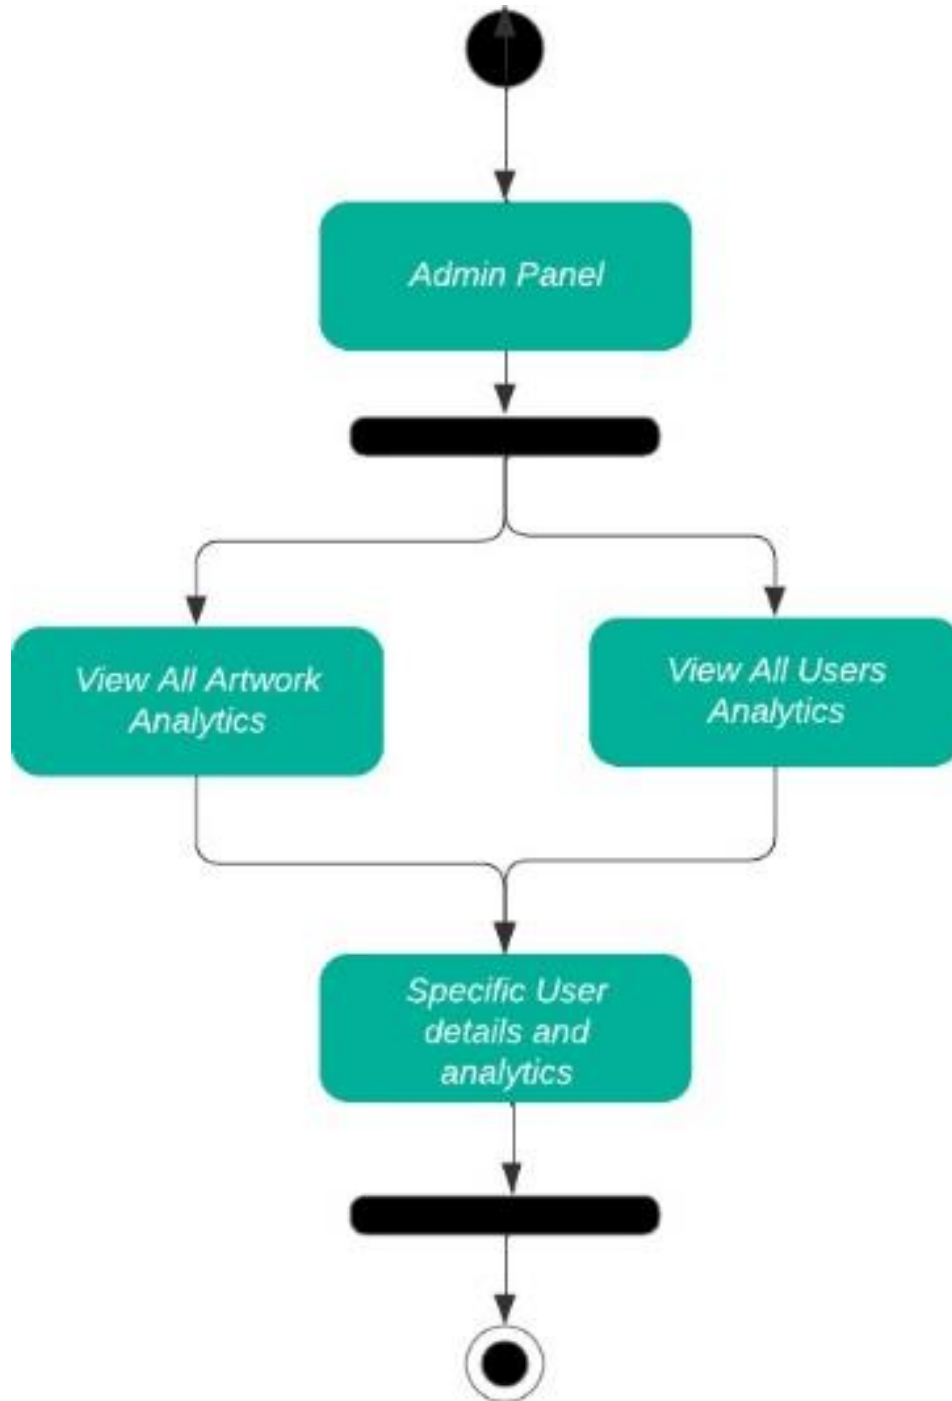 Admin Panel
View All Artwork
Analytics
View All Users
Analytics
Specific User
details and
analytics